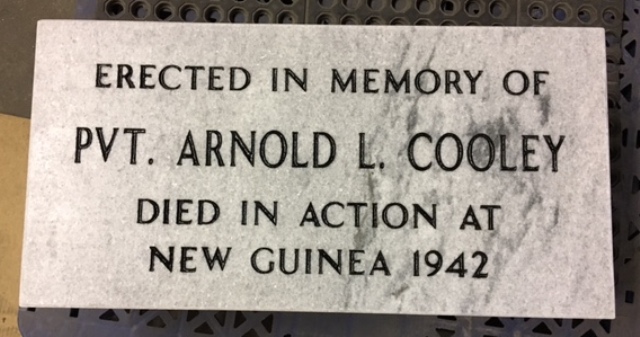 ERECTED IN MEMORY OF
PVT. ARNOLD L. COOLEY
DIED IN ACTION AT
NEW GUINEA 1942